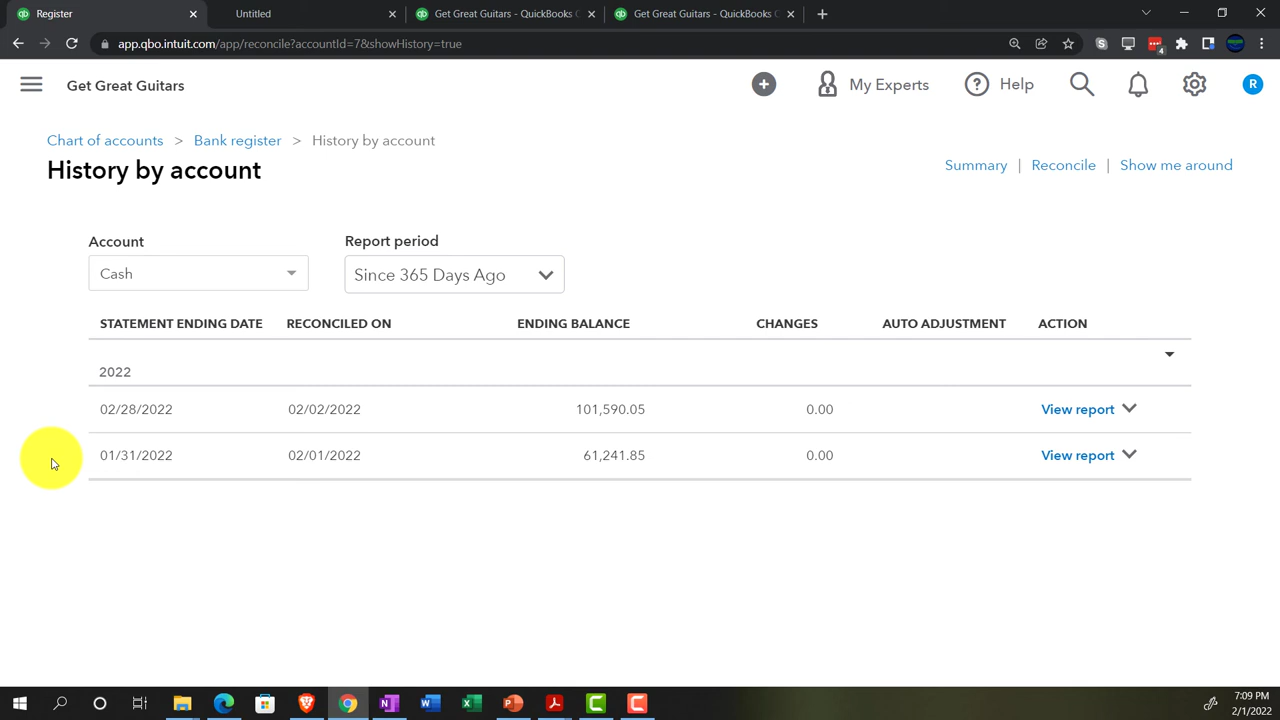 Register
Untitled
Get Great Guitars - QuickBooks C
Get Great Guitars - QuickBooks C
app.qbo.intuit.com/app/reconcile?accountId=7&showHistory=true
4
Get Great Guitars
My Experts
Help
R
Chart of accounts > Bank register > History by account
History by account
Summary | Reconcile | Show me around
Account
Report period
Cash
Since 365 Days Ago
STATEMENT ENDING DATE RECONCILED ON ENDING BALANCE CHANGES AUTO ADJUSTMENT ACTION
2022
02/28/2022 02/02/2022 101,590.05 0.00 View report
01/31/2022 02/01/2022 61,241.85 0.00 View report
7:09 PM
2/1/2022